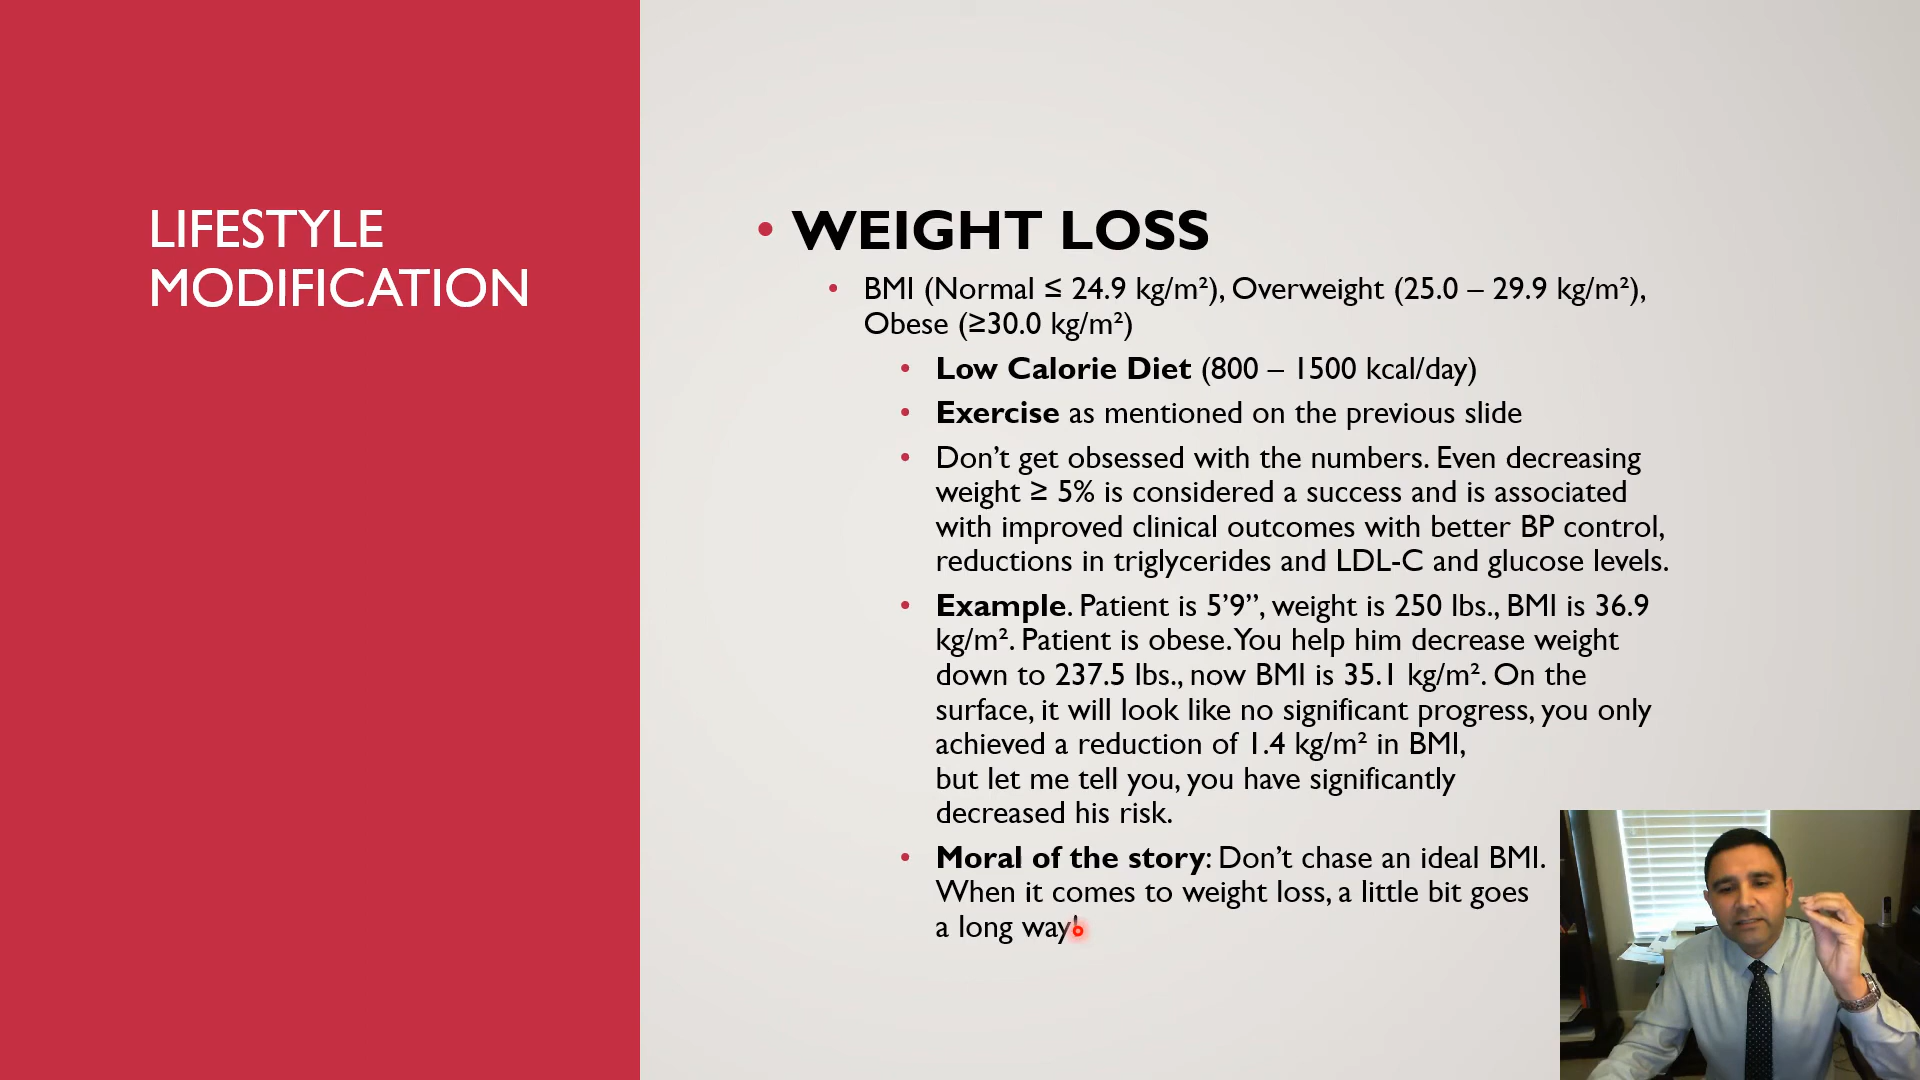 LIFESTYLE
MODIFICATION
• WEIGHT LOSS
• BMI (Normal ≤ 24.9 kg/m²), Overweight (25.0 – 29.9 kg/m²),
Obese (≥30.0 kg/m²)
• Low Calorie Diet (800 – 1500 kcal/day)
• Exercise as mentioned on the previous slide
• Don’t get obsessed with the numbers. Even decreasing
weight ≥ 5% is considered a success and is associated
with improved clinical outcomes with better BP control,
reductions in triglycerides and LDL-C and glucose levels.
• Example. Patient is 5’9”, weight is 250 lbs., BMI is 36.9
kg/m². Patient is obese. You help him decrease weight
down to 237.5 lbs., now BMI is 35.1 kg/m². On the
surface, it will look like no significant progress, you only
achieved a reduction of 1.4 kg/m² in BMI,
but let me tell you, you have significantly
decreased his risk.
• Moral of the story: Don’t chase an ideal BMI.
When it comes to weight loss, a little bit goes
a long way!